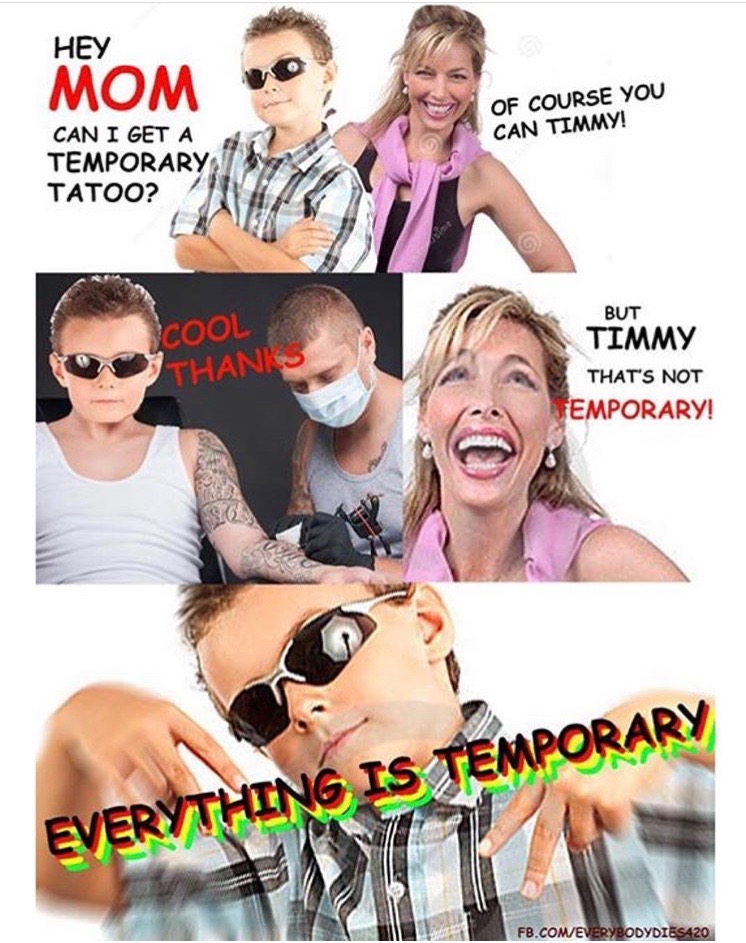 HEY
MOM
CAN I GET A
TEMPORARY
TATOO?
OF COURSE YOU
CAN TIMMY!
COOL
THANKS
BUT
TIMMY
THAT'S NOT
TEMPORARY!
EVERYTHING IS TEMPORARY
FB.COM/EVERYBODYDIES420